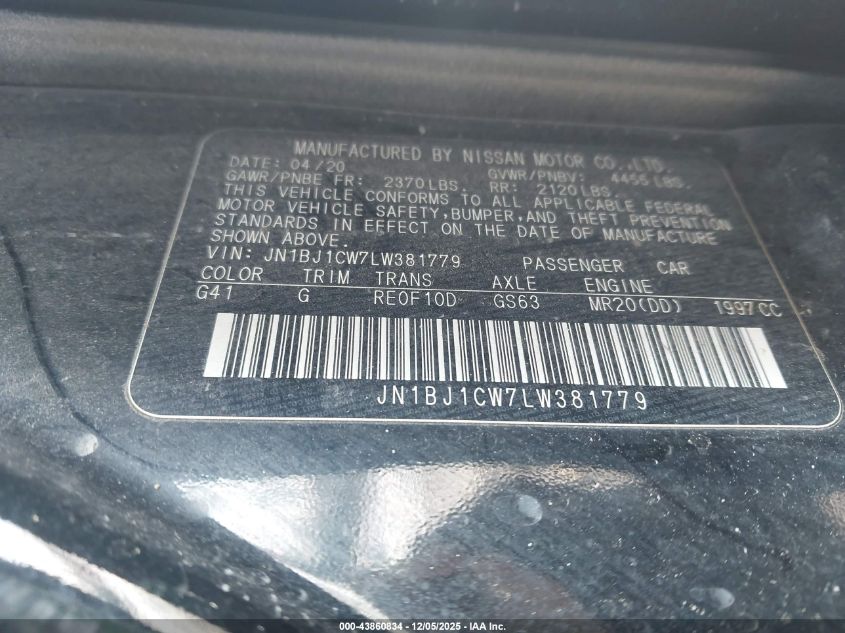 MANUFACTURED BY NISSAN MOTOR CO.,LTD.
DATE: 04/20 GVWR/PNBV: 4455 LBS.
GAWR/PNBE FR: 2370LBS. RR: 2120LBS.
THIS VEHICLE CONFORMS TO ALL APPLICABLE FEDERAL
MOTOR VEHICLE SAFETY,BUMPER,AND THEFT PREVENTION
STANDARDS IN EFFECT ON THE DATE OF MANUFACTURE
SHOWN ABOVE.
VIN: JN1BJ1CW7LW381779 PASSENGER CAR
COLOR TRIM TRANS AXLE ENGINE
G41 G RE0F10D GS63 MR20(DD) 1997CC
JN1BJ1CW7LW381779
000-43860834 - 12/05/2025 - IAA Inc.